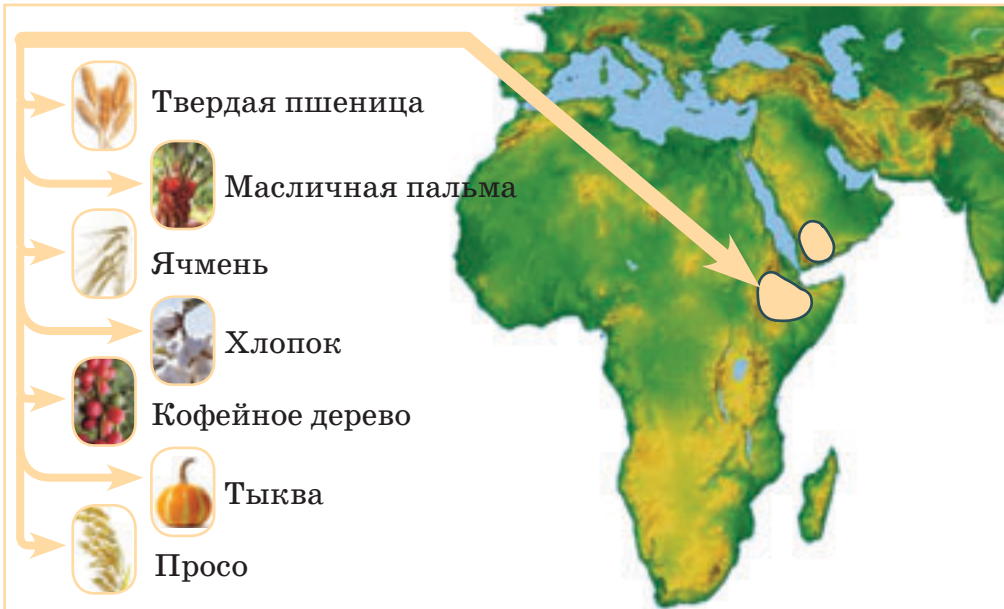 Твердая пшеница
Масличная пальма
Ячмень
Хлопок
Кофейное дерево
Тыква
Просо